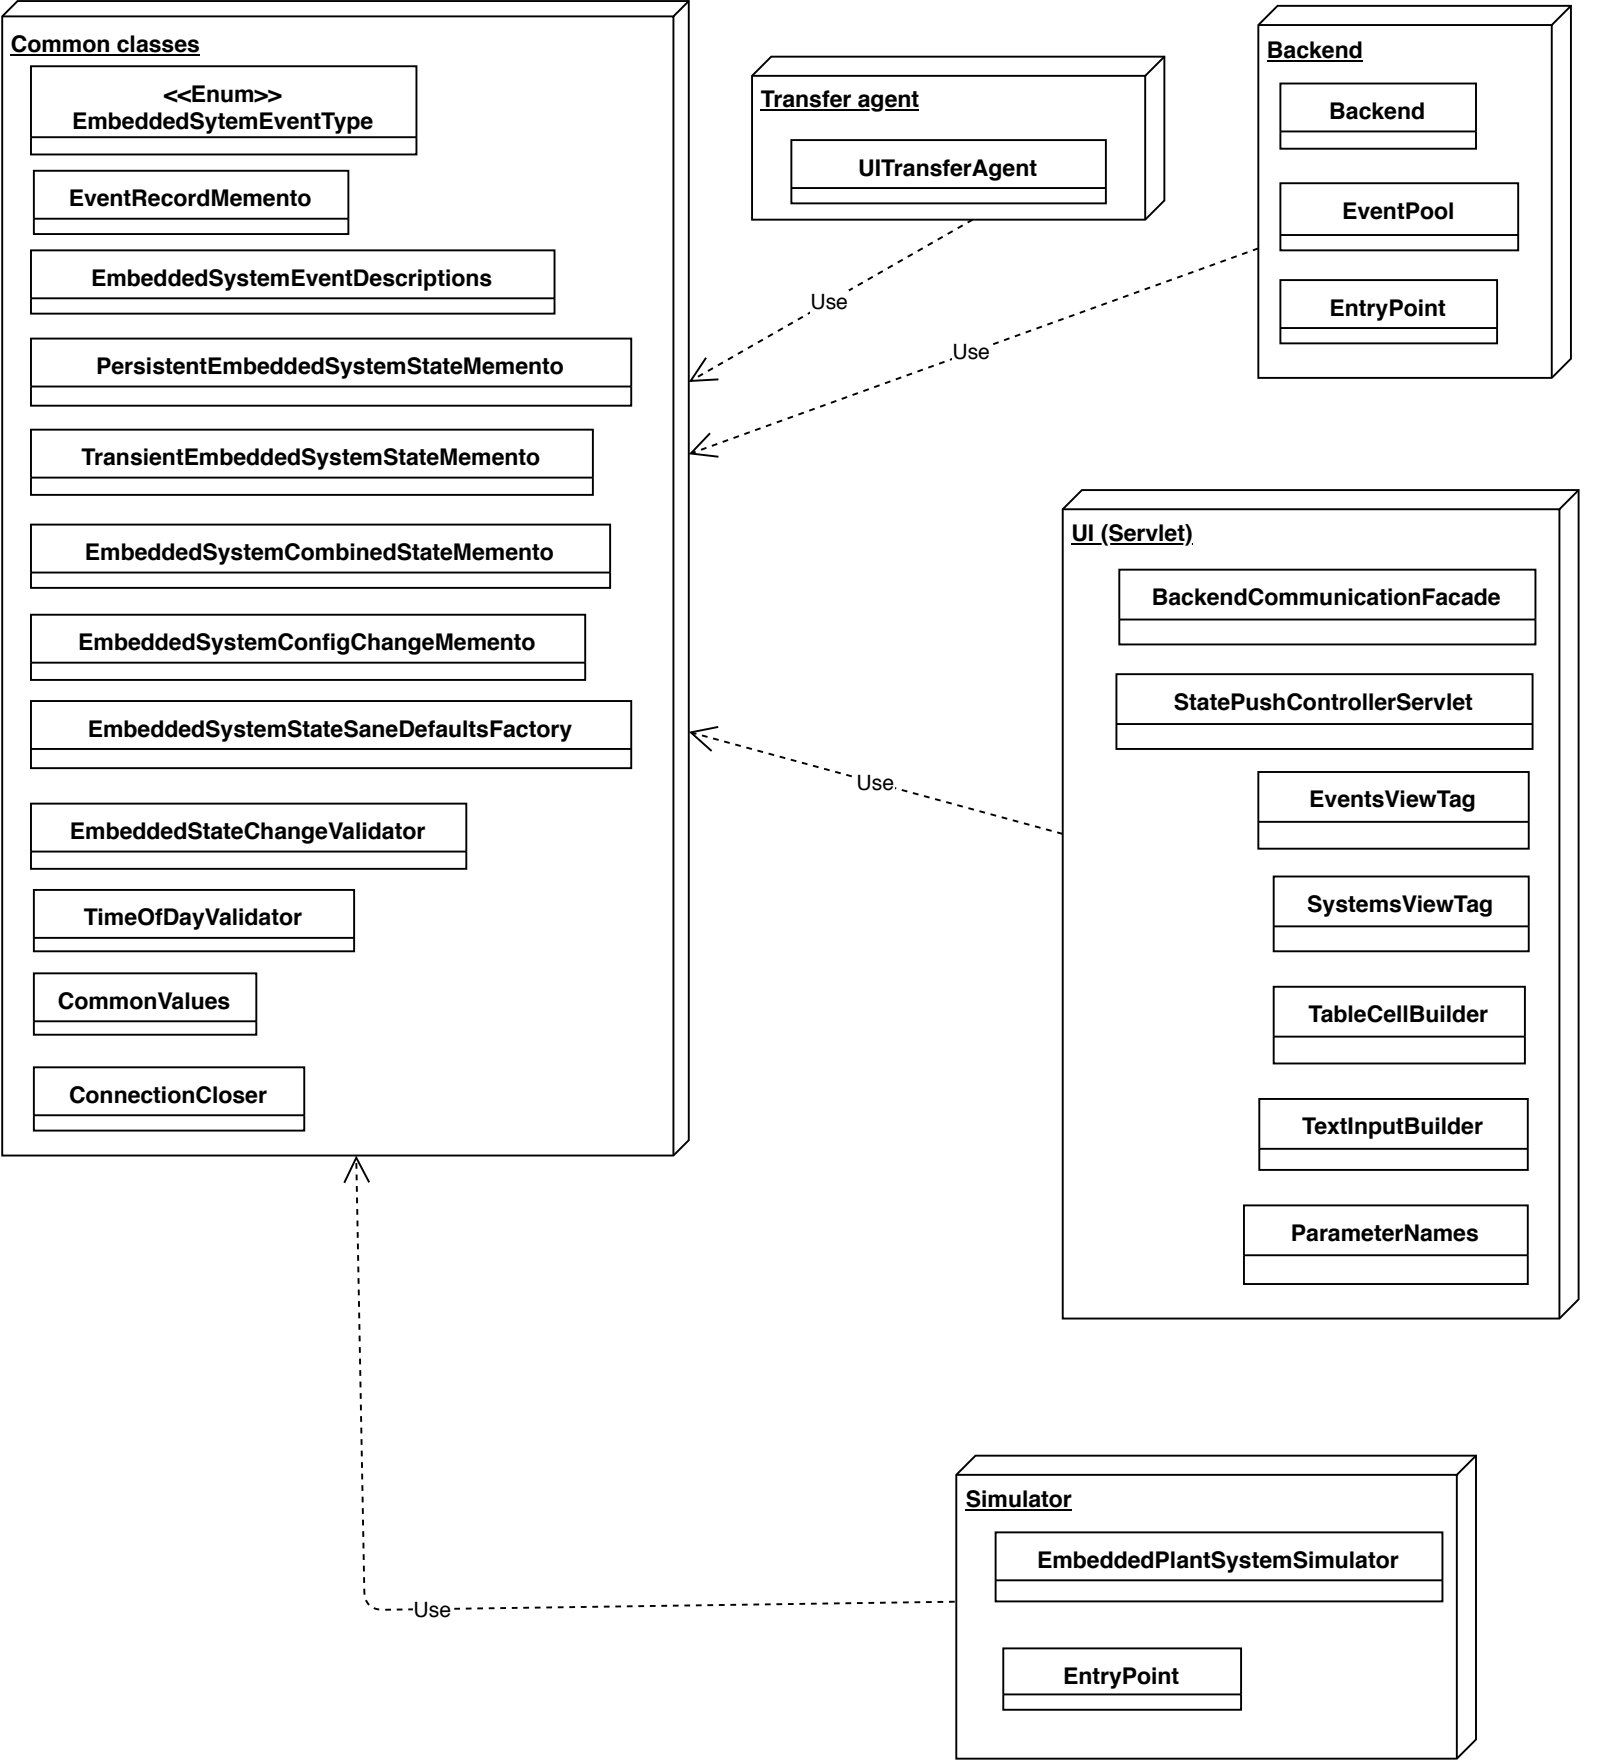 Common classes
<<Enum>>
EmbeddedSytemEventType
EventRecordMemento
EmbeddedSystemEventDescriptions
PersistentEmbeddedSystemStateMemento
TransientEmbeddedSystemStateMemento
EmbeddedSystemCombinedStateMemento
EmbeddedSystemConfigChangeMemento
EmbeddedSystemStateSaneDefaultsFactory
EmbeddedStateChangeValidator
TimeOfDayValidator
CommonValues
ConnectionCloser
Transfer agent
UITransferAgent
Use
Backend
Backend
EventPool
EntryPoint
Use
UI (Servlet)
BackendCommunicationFacade
StatePushControllerServlet
EventsViewTag
SystemsViewTag
TableCellBuilder
TextInputBuilder
ParameterNames
Use
Simulator
EmbeddedPlantSystemSimulator
EntryPoint
Use